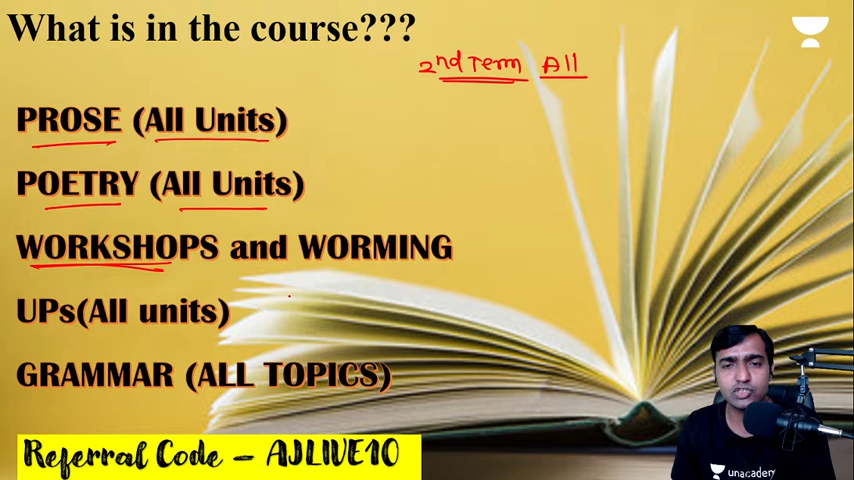 What is in the course???
2nd Term All
PROSE (All Units)
POETRY (All Units)
WORKSHOPS and WORMING
UPs(All units)
GRAMMAR (ALL TOPICS)
Referral Code - AJLIVE10
unacademy